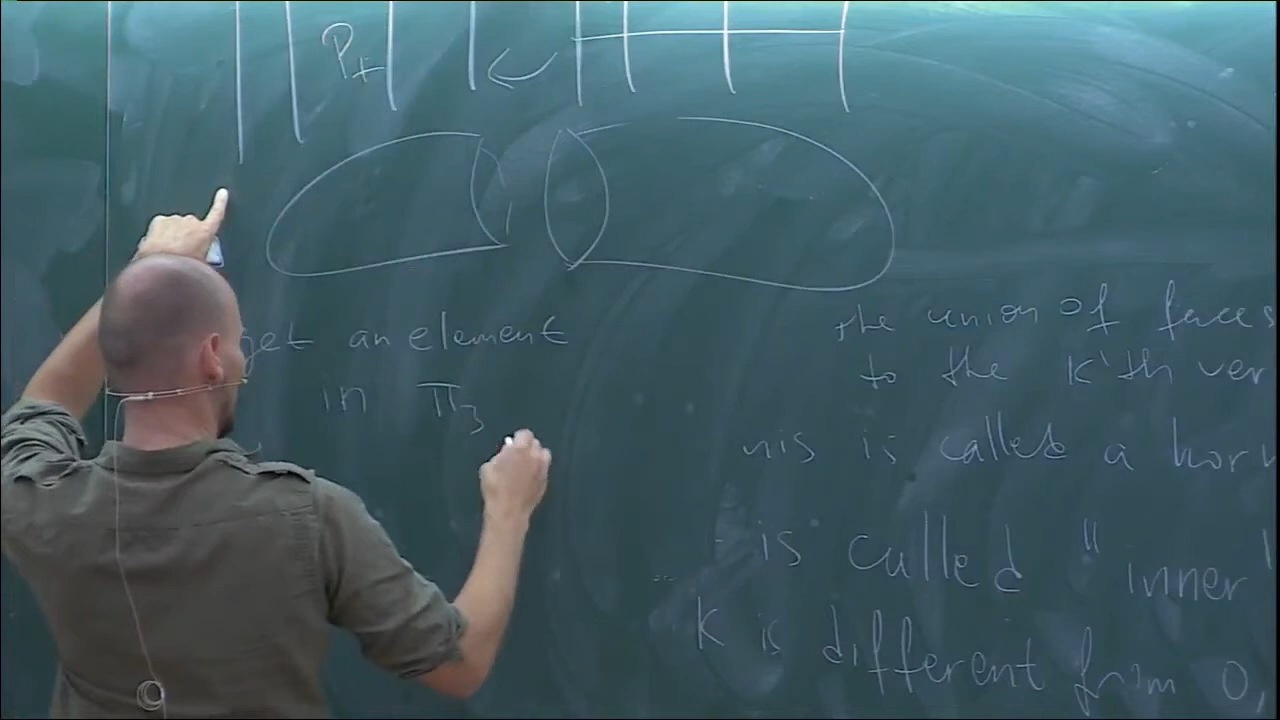 P+
get an element
in π3
the union of faces
to the k'th ver
his is called a hor
is called "inner"
K is different from 0,